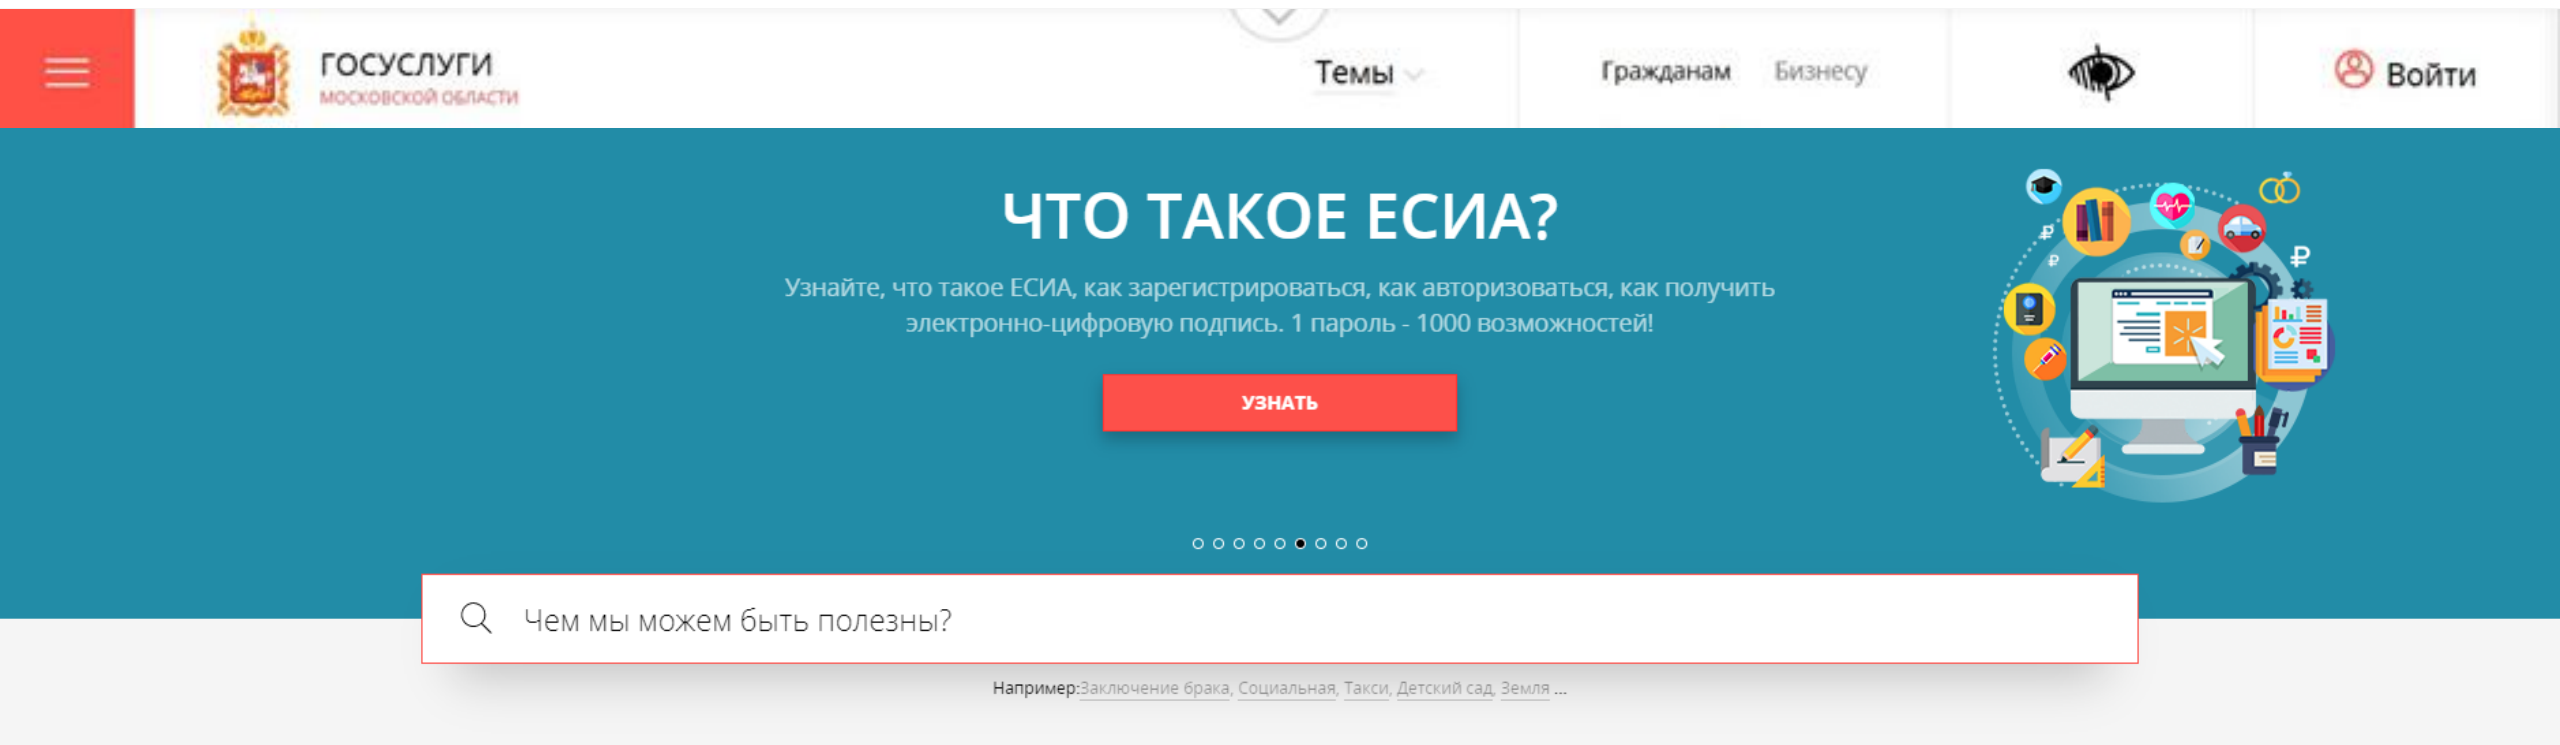 ГОСУСЛУГИ
МОСКОВСКОЙ ОБЛАСТИ
Темы
Гражданам
Бизнесу
Войти
ЧТО ТАКОЕ ЕСИА?
Узнайте, что такое ЕСИА, как зарегистрироваться, как авторизоваться, как получить
электронно-цифровую подпись. 1 пароль - 1000 возможностей!
УЗНАТЬ
Чем мы можем быть полезны?
Например:Заключение брака, Социальная, Такси, Детский сад, Земля ...